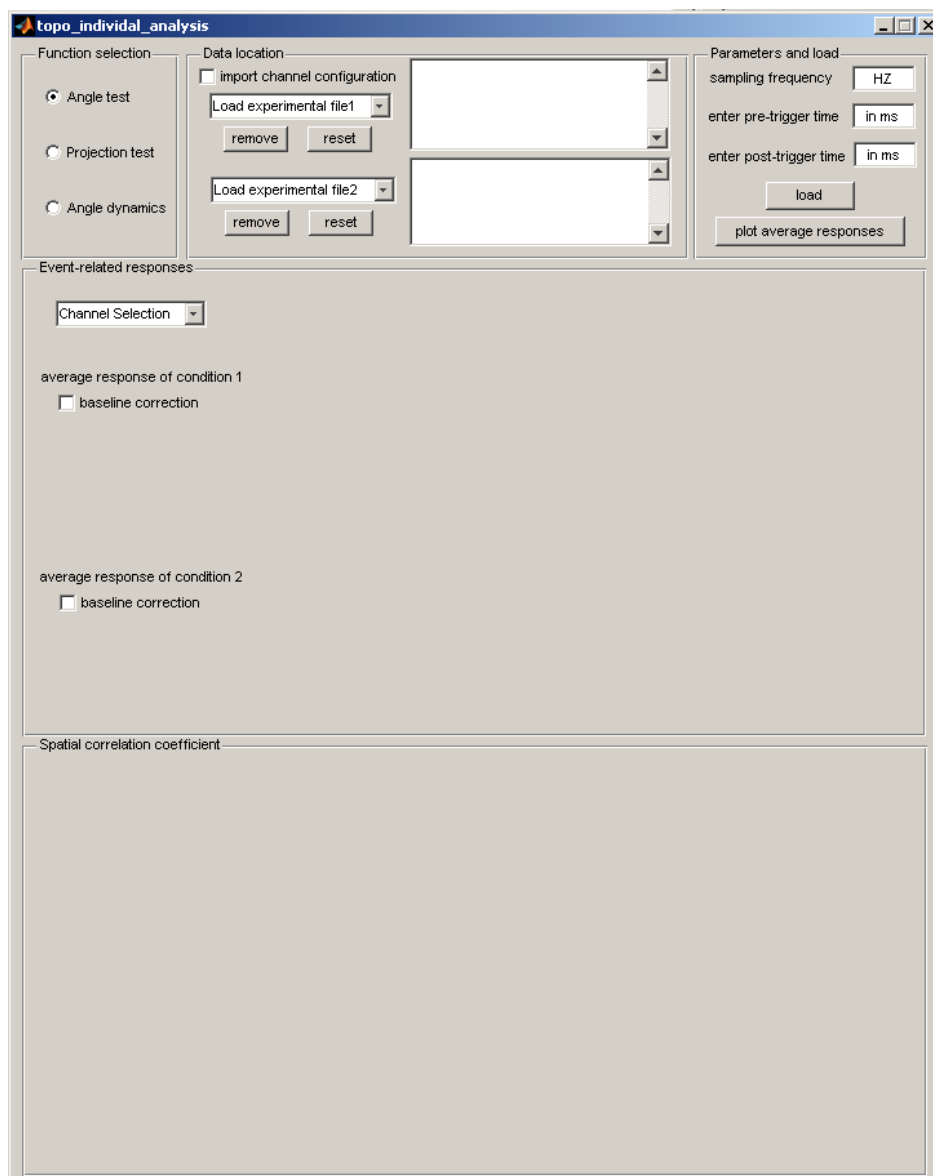 topo_individal_analysis
Function selection
Angle test
Projection test
Angle dynamics
Data location
import channel configuration
Load experimental file1
remove reset
Load experimental file2
remove reset
Parameters and load
sampling frequency HZ
enter pre-trigger time in ms
enter post-trigger time in ms
load
plot average responses
Event-related responses
Channel Selection
average response of condition 1
baseline correction
average response of condition 2
baseline correction
Spatial correlation coefficient